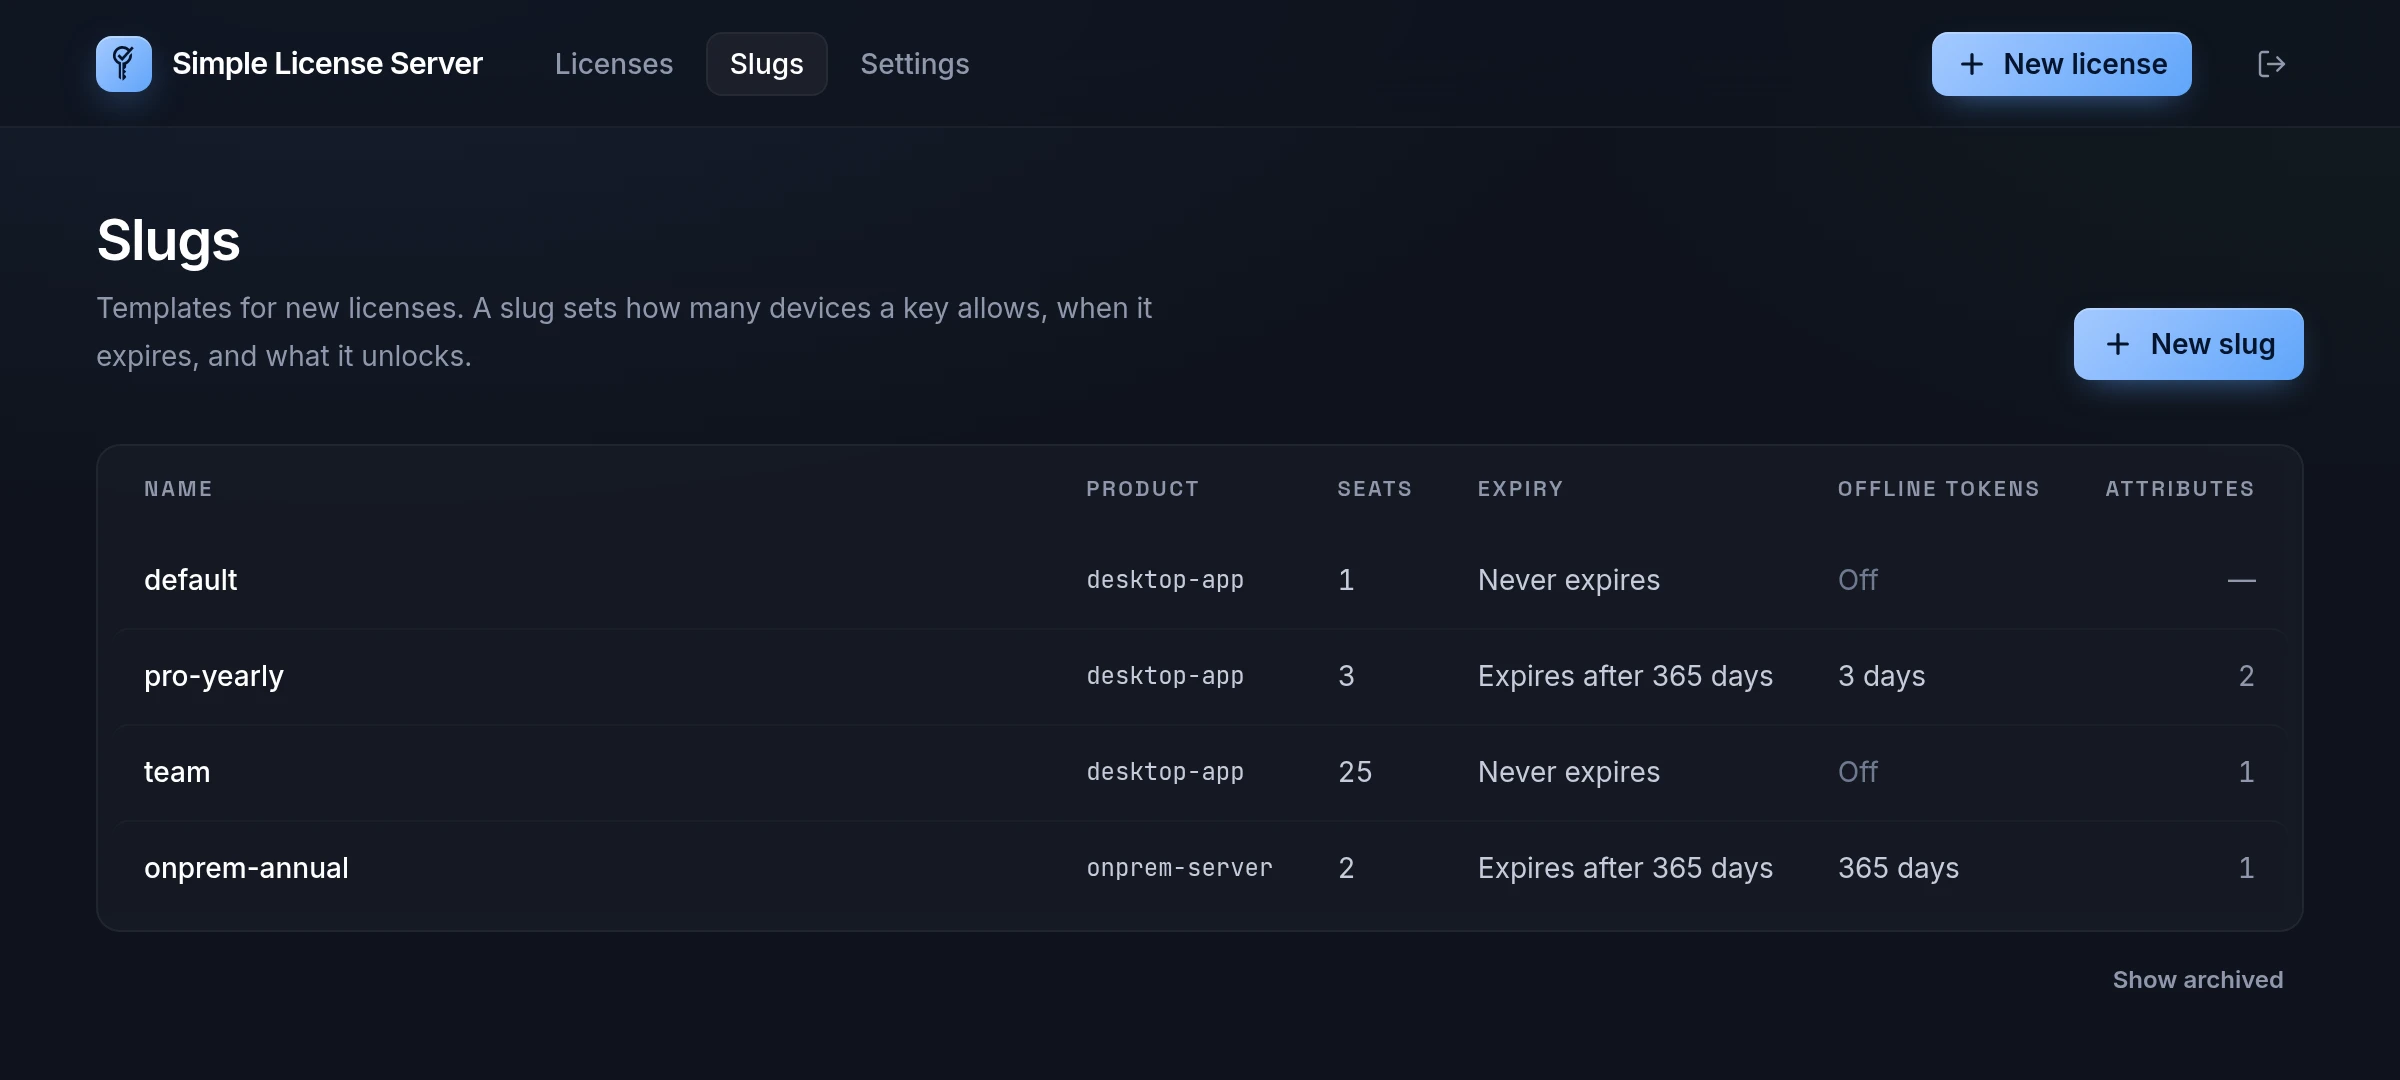 Simple License Server Licenses Slugs Settings + New license
Slugs
Templates for new licenses. A slug sets how many devices a key allows, when it
expires, and what it unlocks.
+ New slug
NAME PRODUCT SEATS EXPIRY OFFLINE TOKENS ATTRIBUTES
default desktop-app 1 Never expires Off —
pro-yearly desktop-app 3 Expires after 365 days 3 days 2
team desktop-app 25 Never expires Off 1
onprem-annual onprem-server 2 Expires after 365 days 365 days 1
Show archived